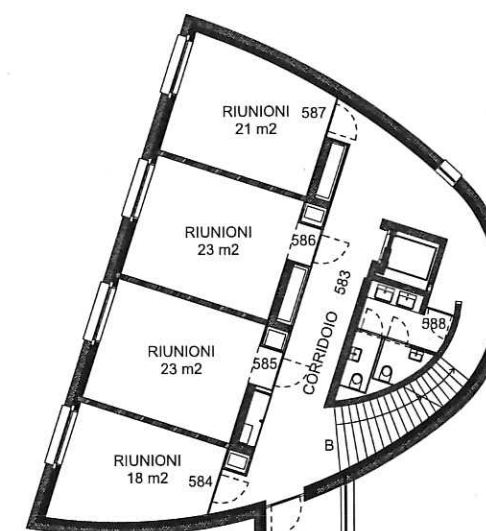 RIUNIONI
21 m2
587
RIUNIONI
23 m2
586
583
CORRIDOIO
588
RIUNIONI
23 m2
585
B
RIUNIONI
18 m2
584